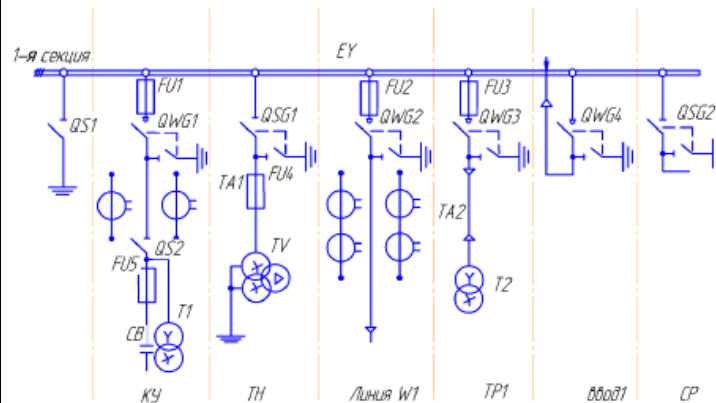 1-я секция
EY
FU1
FU2
FU3
QS1
QWG1
QSG1
QWG2
QWG3
QWG4
QSG2
TA1
FU4
TA2
QS2
TV
FU5
T2
T1
CB
КУ
ТН
Линия W1
ТР1
Ввод1
СР